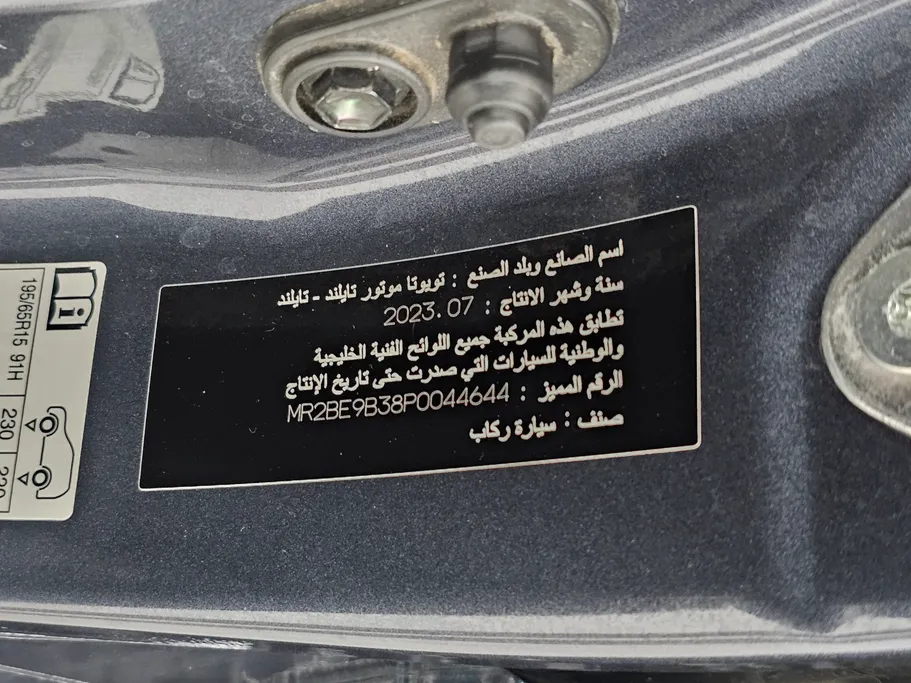 اسم الصانع وبلد الصنع : تويوتا موتور تايلند - تايلند
سنة وشهر الانتاج : 2023.07
تطابق هذه المركبة جميع اللوائح الفنية الخليجية
والوطنية للسيارات التي صدرت حتى تاريخ الإنتاج
الرقم المميز : MR2BE9B38P0044644
صنف : سيارة ركاب
195/65R15 91H
230